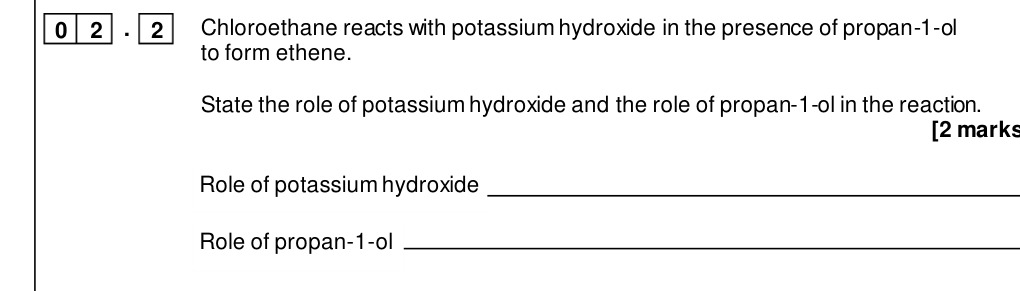 0 2 . 2 Chloroethane reacts with potassium hydroxide in the presence of propan-1-ol
to form ethene.
State the role of potassium hydroxide and the role of propan-1-ol in the reaction.
[2 marks
Role of potassium hydroxide
Role of propan-1-ol